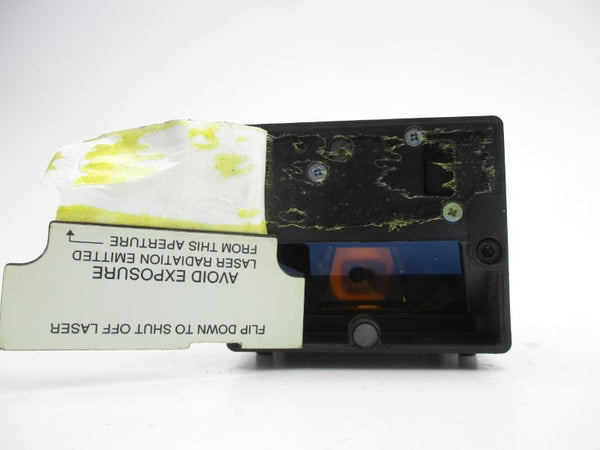 FLIP DOWN TO SHUT OFF LASER
AVOID EXPOSURE
LASER RADIATION EMITTED
FROM THIS APERTURE